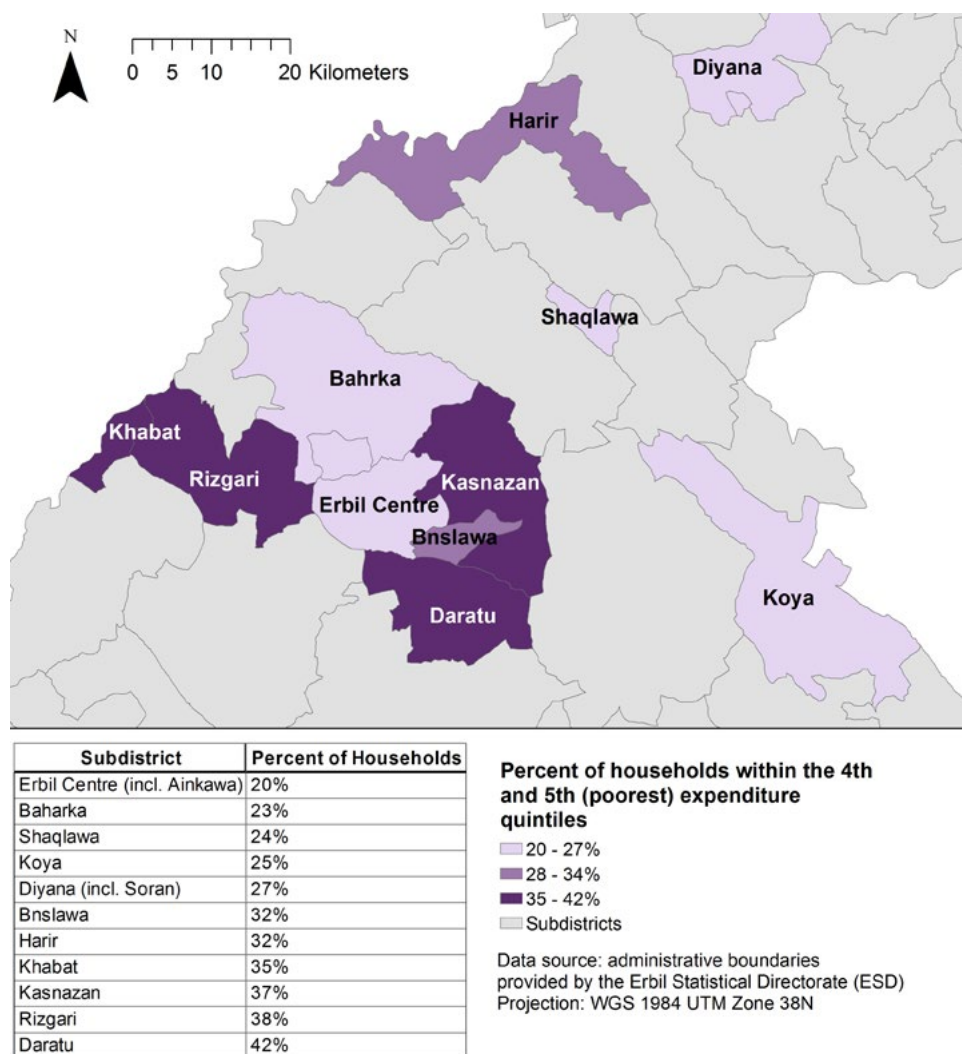 N
0 5 10 20 Kilometers
Diyana
Harir
Shaqlawa
Bahrka
Khabat
Rizgari
Kasnazan
Erbil Centre
Bnslawa
Koya
Daratu
Subdistrict Percent of Households
Erbil Centre (incl. Ainkawa) 20%
Baharka 23%
Shaqlawa 24%
Koya 25%
Diyana (incl. Soran) 27%
Bnslawa 32%
Harir 32%
Khabat 35%
Kasnazan 37%
Rizgari 38%
Daratu 42%
Percent of households within the 4th
and 5th (poorest) expenditure
quintiles
20 - 27%
28 - 34%
35 - 42%
Subdistricts
Data source: administrative boundaries
provided by the Erbil Statistical Directorate (ESD)
Projection: WGS 1984 UTM Zone 38N